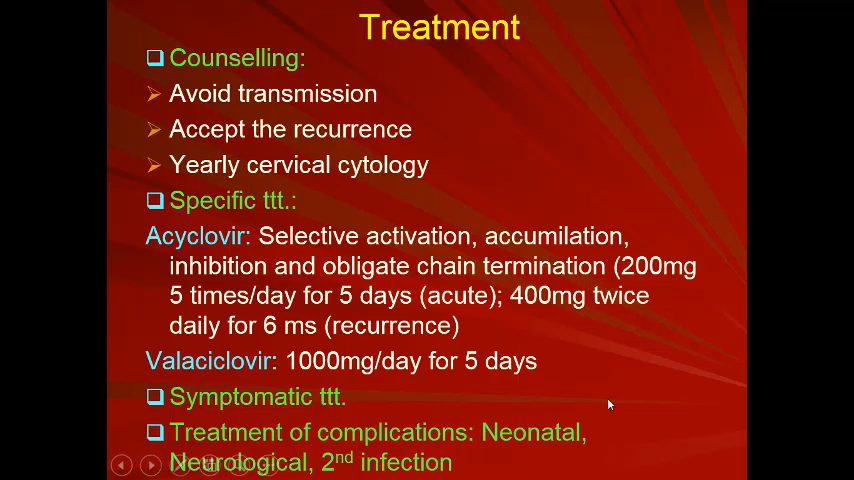 Treatment
Counselling:
Avoid transmission
Accept the recurrence
Yearly cervical cytology
Specific ttt.:
Acyclovir: Selective activation, accumilation,
inhibition and obligate chain termination (200mg
5 times/day for 5 days (acute); 400mg twice
daily for 6 ms (recurrence)
Valaciclovir: 1000mg/day for 5 days
Symptomatic ttt.
Treatment of complications: Neonatal,
Neurological, 2nd infection